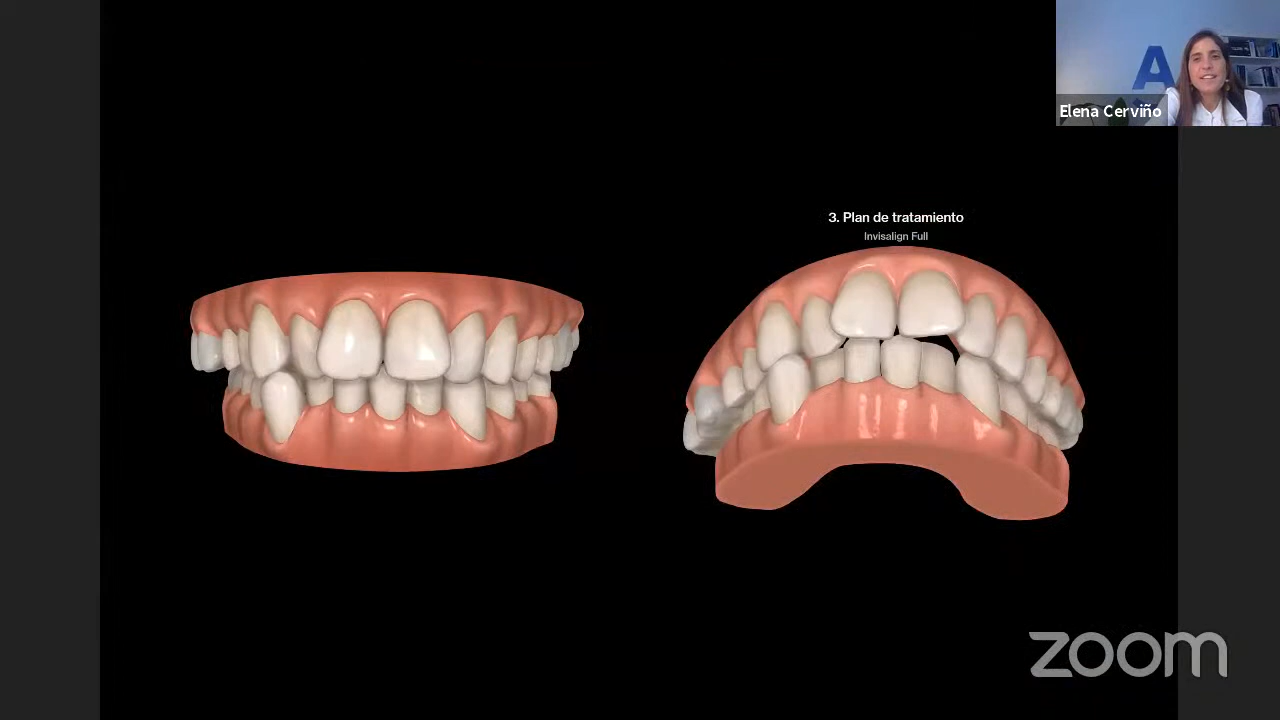 A
Elena Cerviño
3. Plan de tratamiento
Invisalign Full
zoom